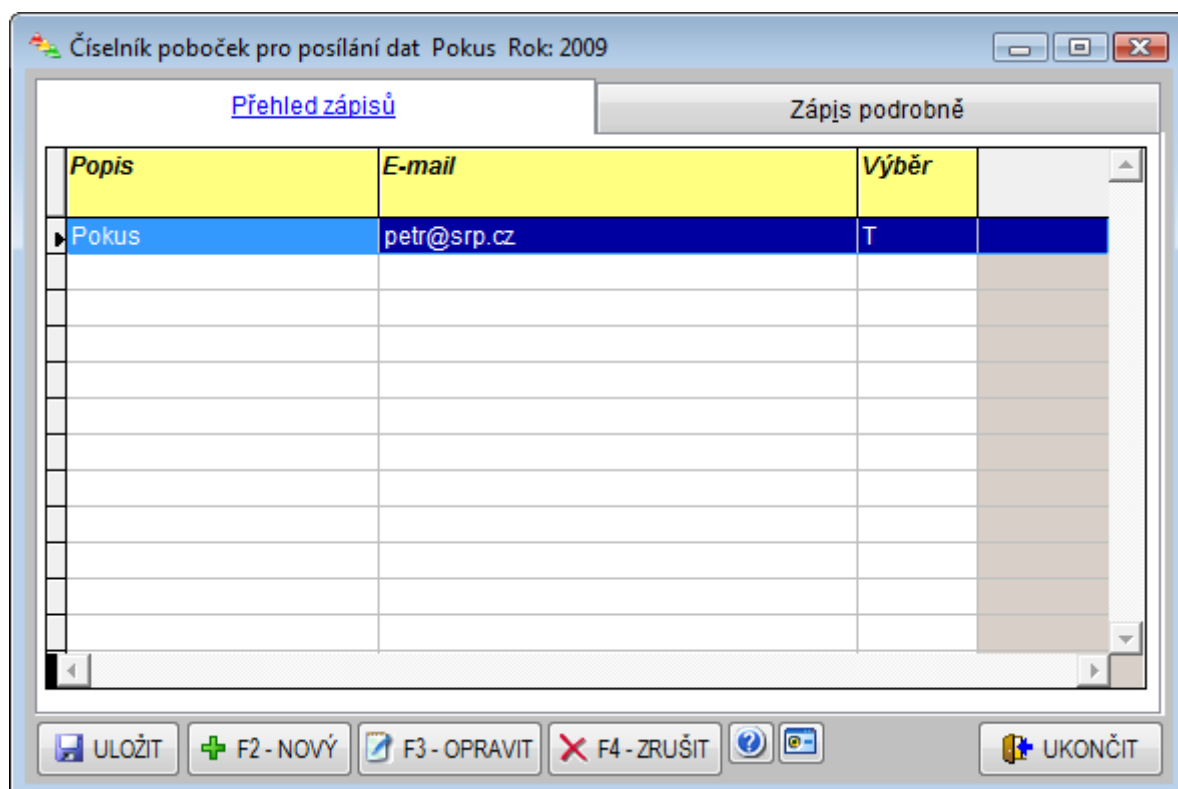 Číselník poboček pro posílání dat Pokus Rok: 2009
Přehled zápisů Zápis podrobně
Popis E-mail Výběr
Pokus petr@srp.cz T
ULOŽIT F2 - NOVÝ F3 - OPRAVIT F4 - ZRUŠIT UKONČIT